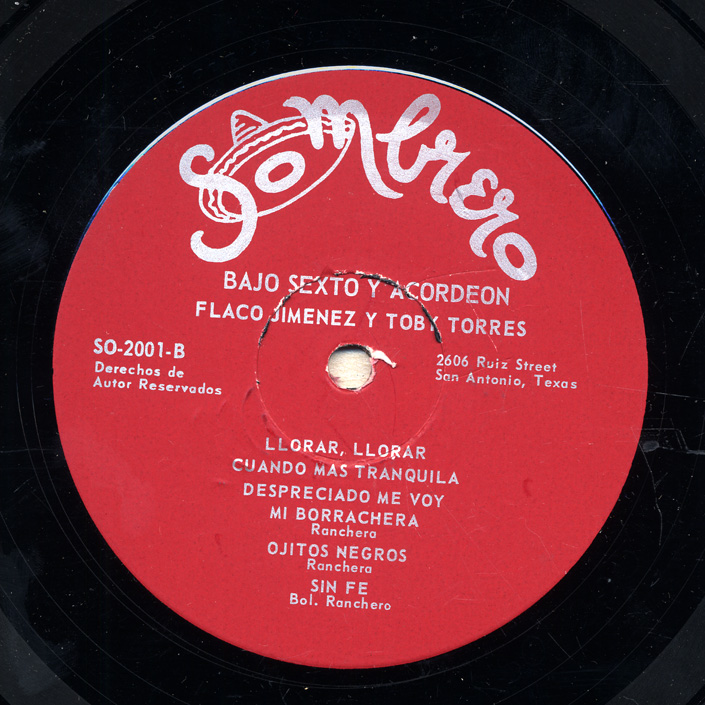 Sombrero
BAJO SEXTO Y ACORDEON
FLACO JIMENEZ Y TOBY TORRES
SO-2001-B
Derechos de
Autor Reservados
2606 Ruiz Street
San Antonio, Texas
LLORAR, LLORAR
CUANDO MAS TRANQUILA
DESPRECIADO ME VOY
MI BORRACHERA
Ranchera
OJITOS NEGROS
Ranchera
SIN FE
Bol. Ranchero